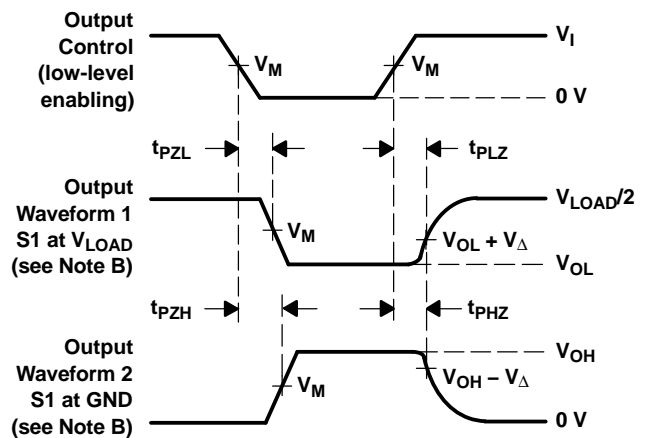 Output
Control
(low-level
enabling)
V_M
V_M
V_I
0 V
t_PZL
t_PLZ
Output
Waveform 1
S1 at V_LOAD
(see Note B)
V_M
V_LOAD/2
V_OL + V_Δ
V_OL
t_PZH
t_PHZ
Output
Waveform 2
S1 at GND
(see Note B)
V_M
V_OH
V_OH – V_Δ
0 V